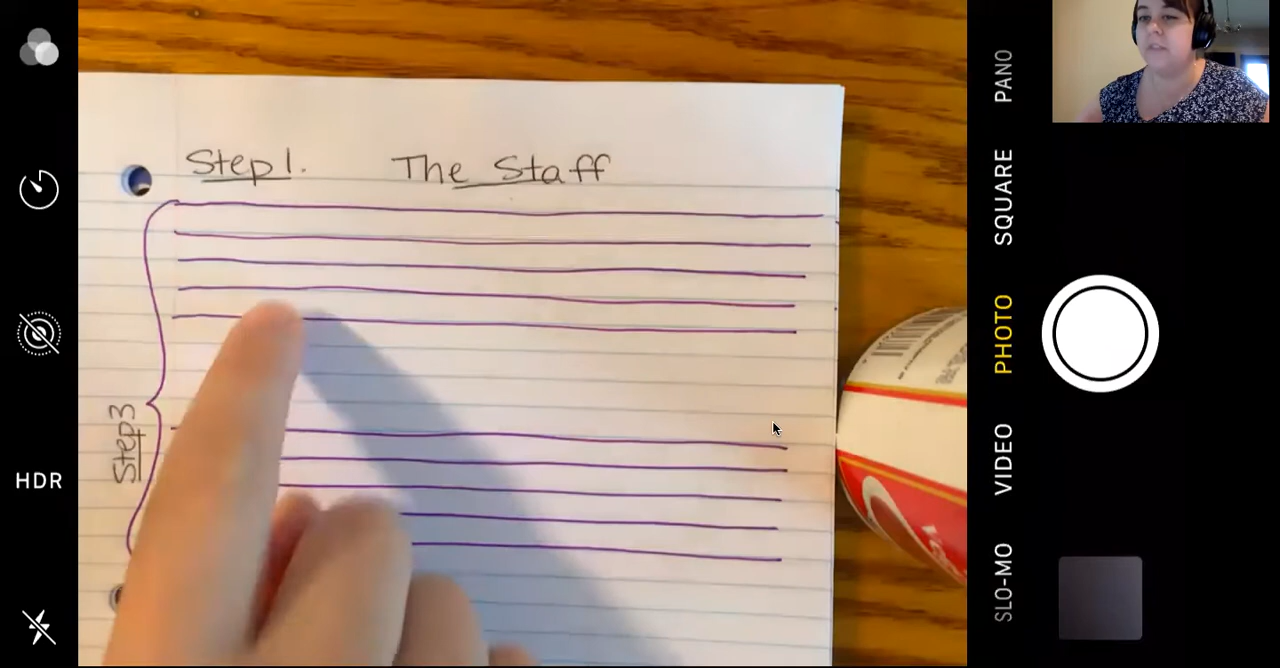 Step 1.
The Staff
Step3
HDR
PANO
SQUARE
PHOTO
VIDEO
SLO-MO